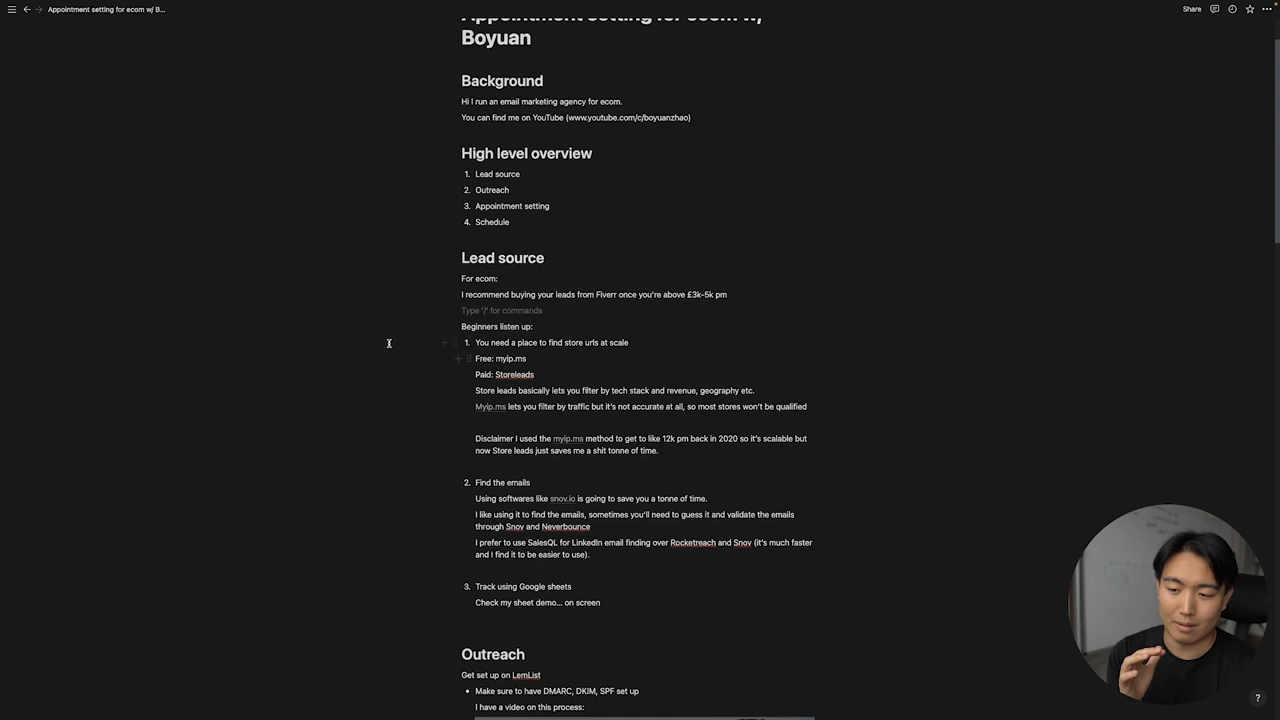 Appointment setting for ecom w/ B...
Share
Appointment setting for ecom w/
Boyuan
Background
Hi I run an email marketing agency for ecom.
You can find me on YouTube (www.youtube.com/c/boyuanzhao)
High level overview
1. Lead source
2. Outreach
3. Appointment setting
4. Schedule
Lead source
For ecom:
I recommend buying your leads from Fiverr once you're above £3k-5k pm
Type '/' for commands
Beginners listen up:
1. You need a place to find store urls at scale
Free: myip.ms
Paid: Storeleads
Store leads basically lets you filter by tech stack and revenue, geography etc.
Myip.ms lets you filter by traffic but it's not accurate at all, so most stores won't be qualified
Disclaimer I used the myip.ms method to get to like 12k pm back in 2020 so it's scalable but
now Store leads just saves me a shit tonne of time.
2. Find the emails
Using softwares like snov.io is going to save you a tonne of time.
I like using it to find the emails, sometimes you'll need to guess it and validate the emails
through Snov and Neverbounce
I prefer to use SalesQL for LinkedIn email finding over Rocketreach and Snov (it's much faster
and I find it to be easier to use).
3. Track using Google sheets
Check my sheet demo... on screen
Outreach
Get set up on LemList
• Make sure to have DMARC, DKIM, SPF set up
I have a video on this process:
?